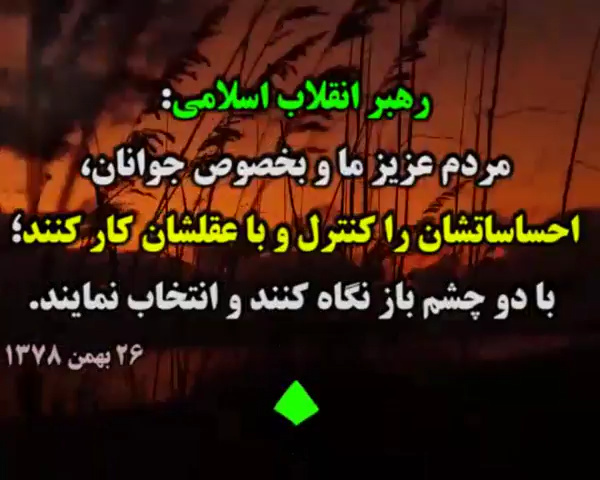 رهبر انقلاب اسلامی:
مردم عزیز ما و بخصوص جوانان،
احساساتشان را کنترل و با عقلشان کار کنند؛
با دو چشم باز نگاه کنند و انتخاب نمایند.
۲۶ بهمن ۱۳۷۸